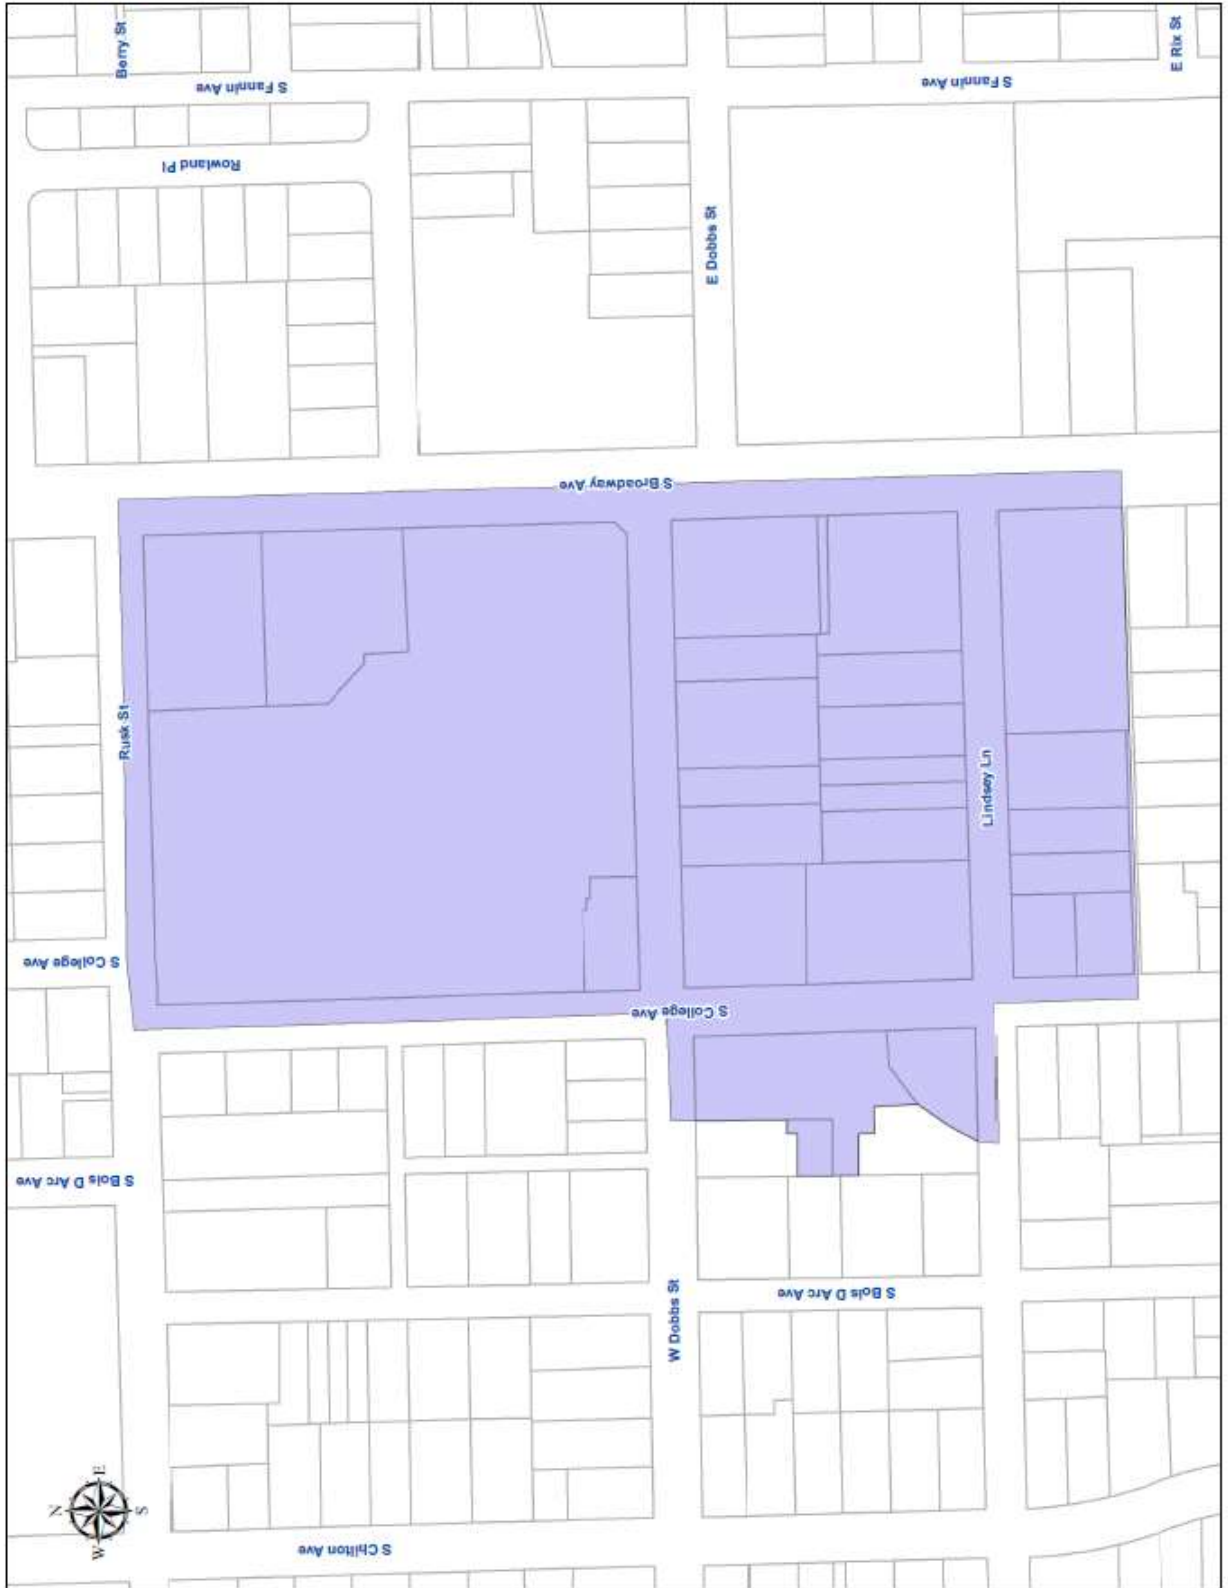 Berry St
E Rix St
S Fannin Ave
S Fannin Ave
Rowland Pl
E Dobbs St
S Broadway Ave
Rusk St
Lindsey Ln
S College Ave
S College Ave
S Bois D Arc Ave
S Bois D Arc Ave
W Dobbs St
S Chilton Ave
N
E
W
S